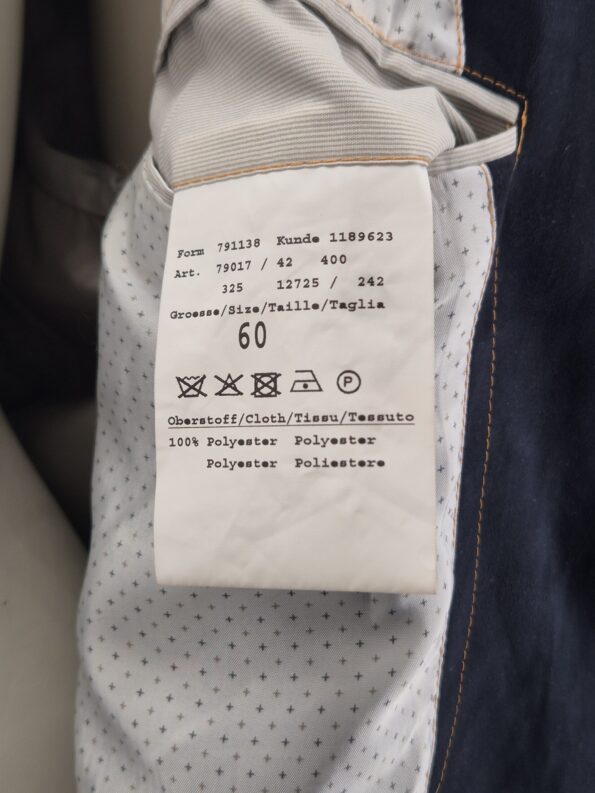 Form 791138 Kunde 1189623
Art. 79017 / 42 400
325 12725 / 242
Groesse/Size/Taille/Taglia
60
P
Oberstoff/Cloth/Tissu/Tessuto
100% Polyester Polyester
Polyester Poliestere